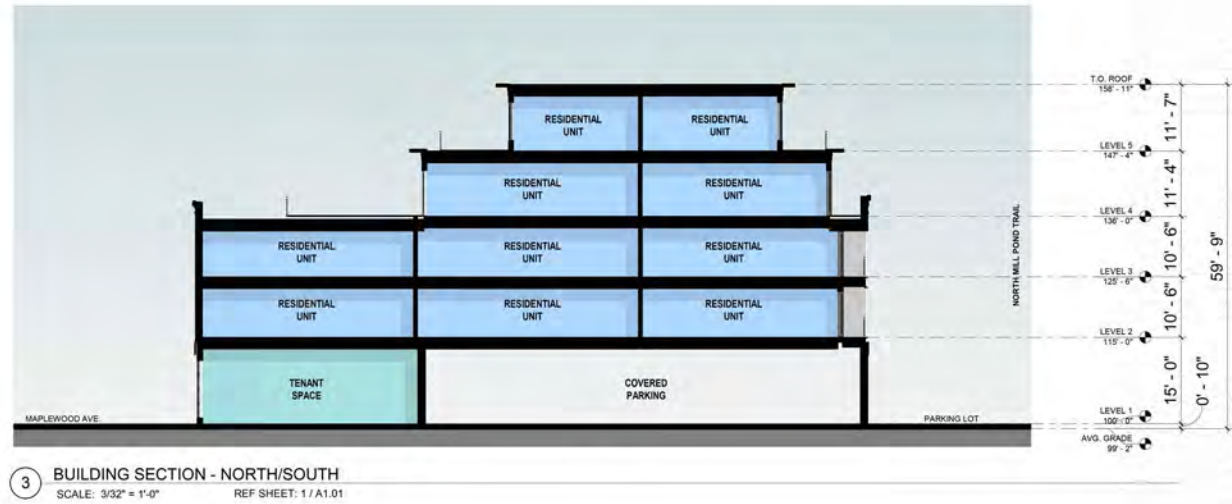 T.O. ROOF
158' - 11"
11' - 7"
RESIDENTIAL
UNIT
RESIDENTIAL
UNIT
LEVEL 5
147' - 4"
11' - 4"
59' - 9"
RESIDENTIAL
UNIT
RESIDENTIAL
UNIT
LEVEL 4
136' - 0"
NORTH MILL POND TRAIL
10' - 6"
RESIDENTIAL
UNIT
RESIDENTIAL
UNIT
RESIDENTIAL
UNIT
LEVEL 3
125' - 6"
10' - 6"
RESIDENTIAL
UNIT
RESIDENTIAL
UNIT
RESIDENTIAL
UNIT
LEVEL 2
115' - 0"
15' - 0"
0' - 10"
TENANT
SPACE
COVERED
PARKING
LEVEL 1
100' - 0"
MAPLEWOOD AVE.
PARKING LOT
AVG. GRADE
99' - 2"
3
BUILDING SECTION - NORTH/SOUTH
SCALE: 3/32" = 1'-0"
REF SHEET: 1 / A1.01